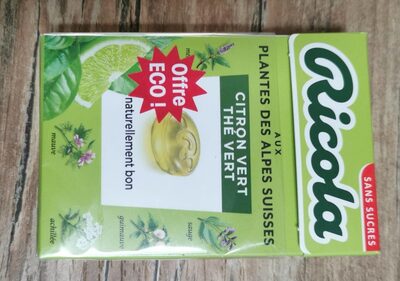 Ricola
SANS SUCRES
AUX
PLANTES DES ALPES SUISSES
CITRON VERT
THÉ VERT
Offre
ECO !
naturellement bon
mauve
achillée
guimauve
sauge